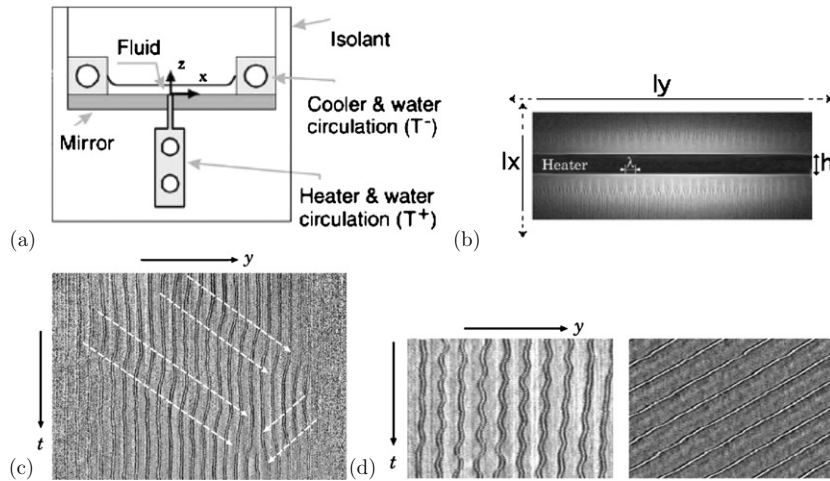 Fluid
z
x
Isolant
Mirror
Cooler & water
circulation (T⁻)
Heater & water
circulation (T⁺)
(a)
ly
lx
Heater
λ
h
(b)
y
t
(c)
y
t
(d)